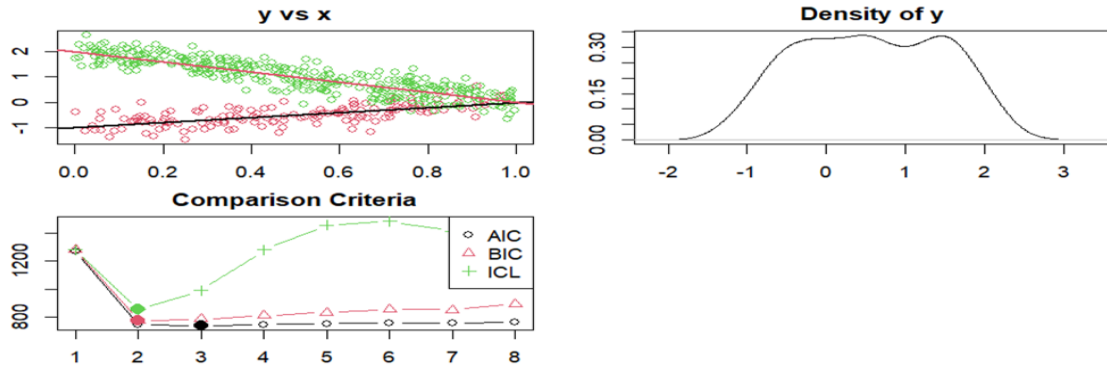 y vs x
2
1
0
-1
0.0 0.2 0.4 0.6 0.8 1.0
Density of y
0.30
0.15
0.00
-2 -1 0 1 2 3
Comparison Criteria
1200
800
AIC
BIC
ICL
1 2 3 4 5 6 7 8